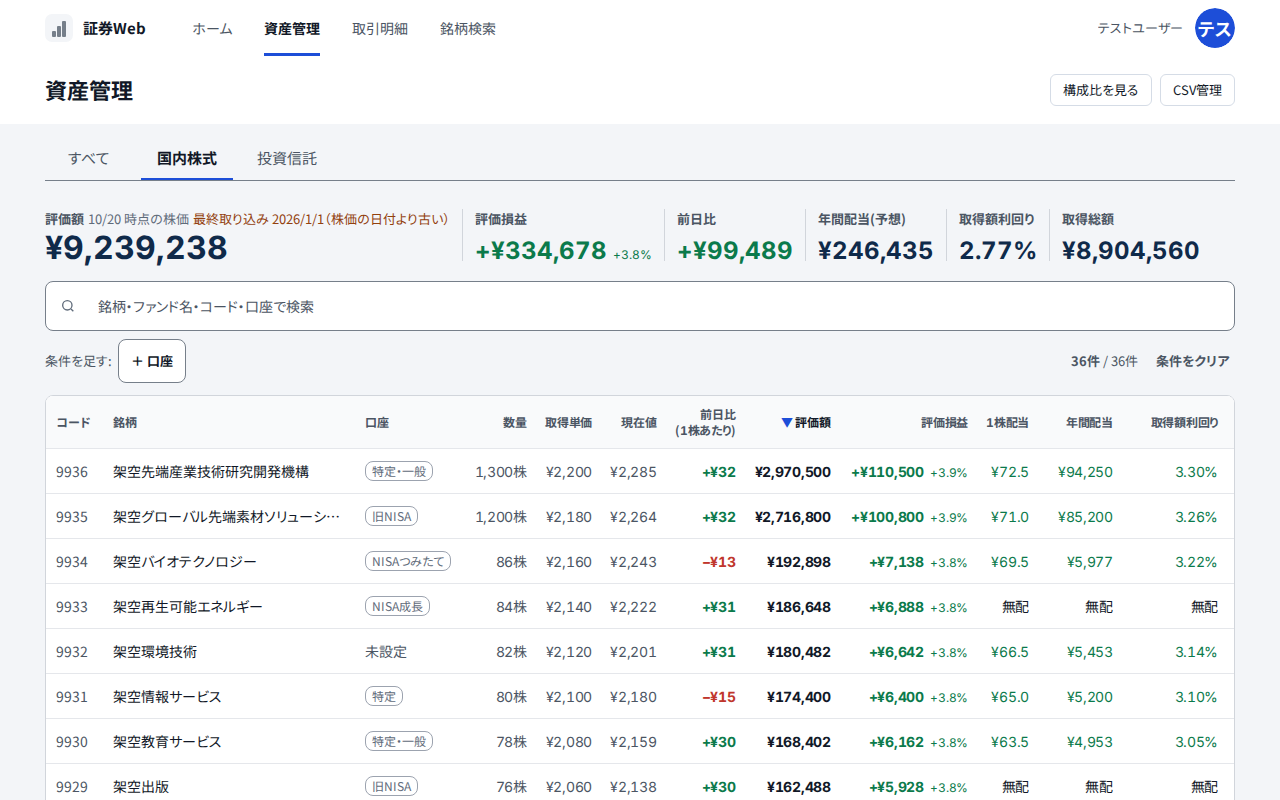 証券Web ホーム 資産管理 取引明細 銘柄検索 テストユーザー テス
資産管理 構成比を見る CSV管理
すべて 国内株式 投資信託
評価額 10/20 時点の株価 最終取り込み 2026/1/1（株価の日付より古い） 評価損益 前日比 年間配当(予想) 取得額利回り 取得総額
¥9,239,238 +¥334,678 +3.8% +¥99,489 ¥246,435 2.77% ¥8,904,560
銘柄・ファンド名・コード・口座で検索
条件を足す: ＋ 口座 36件 / 36件 条件をクリア
コード 銘柄 口座 数量 取得単価 現在値 前日比 (1株あたり) ▼評価額 評価損益 1株配当 年間配当 取得額利回り
9936 架空先端産業技術研究開発機構 特定・一般 1,300株 ¥2,200 ¥2,285 +¥32 ¥2,970,500 +¥110,500 +3.9% ¥72.5 ¥94,250 3.30%
9935 架空グローバル先端素材ソリューシ… 旧NISA 1,200株 ¥2,180 ¥2,264 +¥32 ¥2,716,800 +¥100,800 +3.9% ¥71.0 ¥85,200 3.26%
9934 架空バイオテクノロジー NISAつみたて 86株 ¥2,160 ¥2,243 −¥13 ¥192,898 +¥7,138 +3.8% ¥69.5 ¥5,977 3.22%
9933 架空再生可能エネルギー NISA成長 84株 ¥2,140 ¥2,222 +¥31 ¥186,648 +¥6,888 +3.8% 無配 無配 無配
9932 架空環境技術 未設定 82株 ¥2,120 ¥2,201 +¥31 ¥180,482 +¥6,642 +3.8% ¥66.5 ¥5,453 3.14%
9931 架空情報サービス 特定 80株 ¥2,100 ¥2,180 −¥15 ¥174,400 +¥6,400 +3.8% ¥65.0 ¥5,200 3.10%
9930 架空教育サービス 特定・一般 78株 ¥2,080 ¥2,159 +¥30 ¥168,402 +¥6,162 +3.8% ¥63.5 ¥4,953 3.05%
9929 架空出版 旧NISA 76株 ¥2,060 ¥2,138 +¥30 ¥162,488 +¥5,928 +3.8% 無配 無配 無配